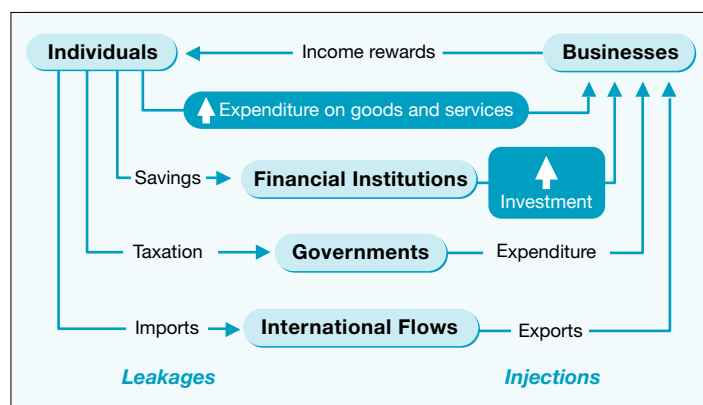 Individuals
Income rewards
Businesses
Expenditure on goods and services
Savings
Financial Institutions
Investment
Taxation
Governments
Expenditure
Imports
International Flows
Exports
Leakages
Injections